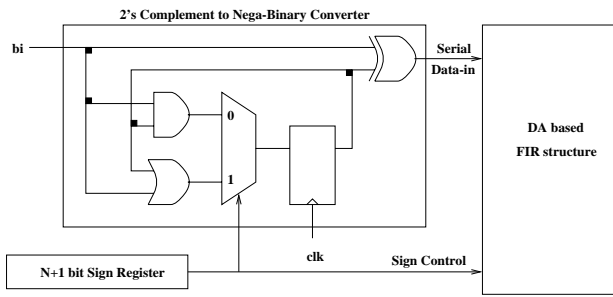 2's Complement to Nega-Binary Converter
bi
Serial
Data-in
0
1
DA based
FIR structure
clk
Sign Control
N+1 bit Sign Register